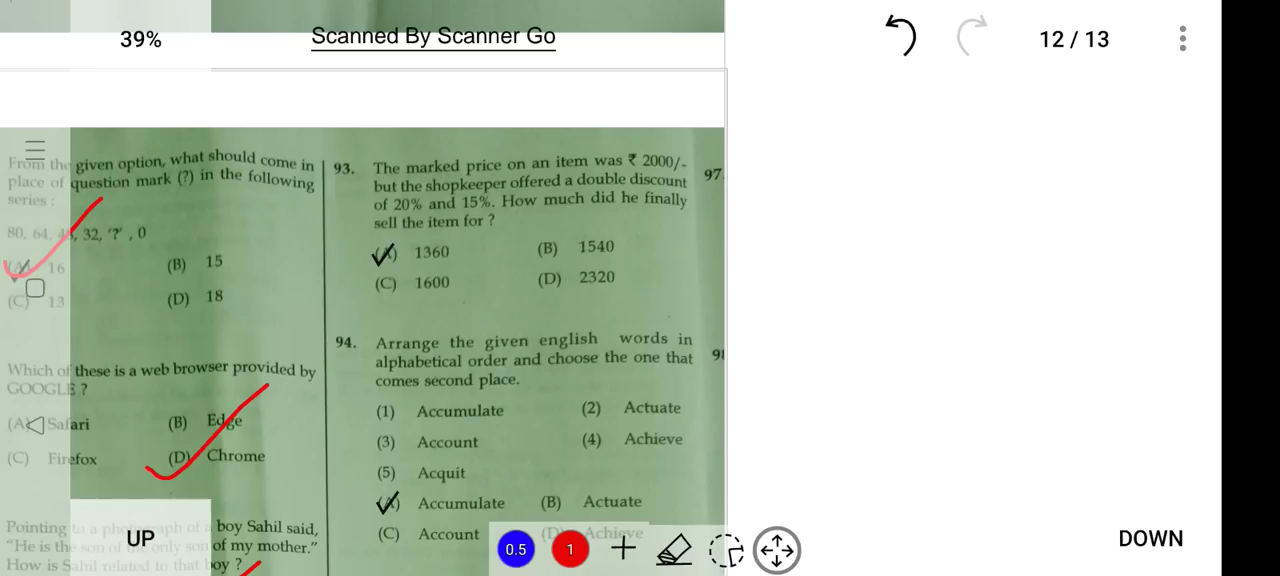 39%
Scanned By Scanner Go
12 / 13
From the given option, what should come in
place of question mark (?) in the following
series :
80, 64, 48, 32, '?' , 0
(A) 16
(B) 15
(C) 13
(D) 18
Which of these is a web browser provided by
GOOGLE ?
(A) Safari
(B) Edge
(C) Firefox
(D) Chrome
Pointing to a photograph of a boy Sahil said,
"He is the son of the only son of my mother."
How is Sahil related to that boy ?
93. The marked price on an item was ₹ 2000/-
but the shopkeeper offered a double discount
of 20% and 15%. How much did he finally
sell the item for ?
(A) 1360
(B) 1540
(C) 1600
(D) 2320
94. Arrange the given english words in
alphabetical order and choose the one that
comes second place.
(1) Accumulate
(2) Actuate
(3) Account
(4) Achieve
(5) Acquit
(A) Accumulate
(B) Actuate
(C) Account
(D) Achieve
97
UP
0.5
1
DOWN